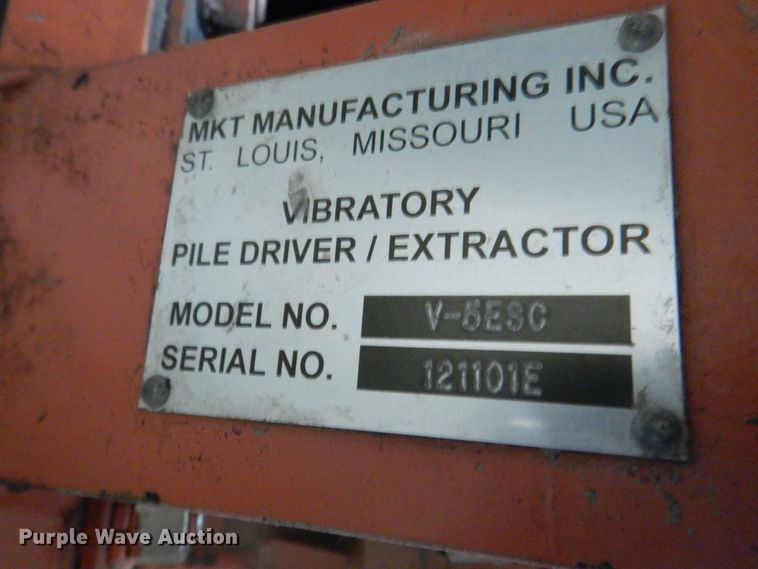 MKT MANUFACTURING INC.
ST. LOUIS, MISSOURI USA
VIBRATORY
PILE DRIVER / EXTRACTOR
MODEL NO. V-5ESC
SERIAL NO. 121101E
Purple Wave Auction